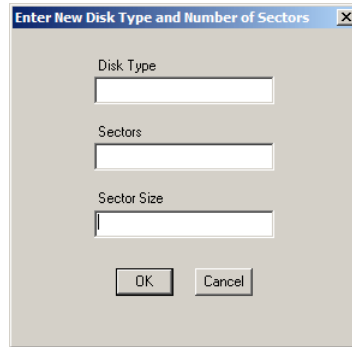 Enter New Disk Type and Number of Sectors
Disk Type
Sectors
Sector Size
OK Cancel